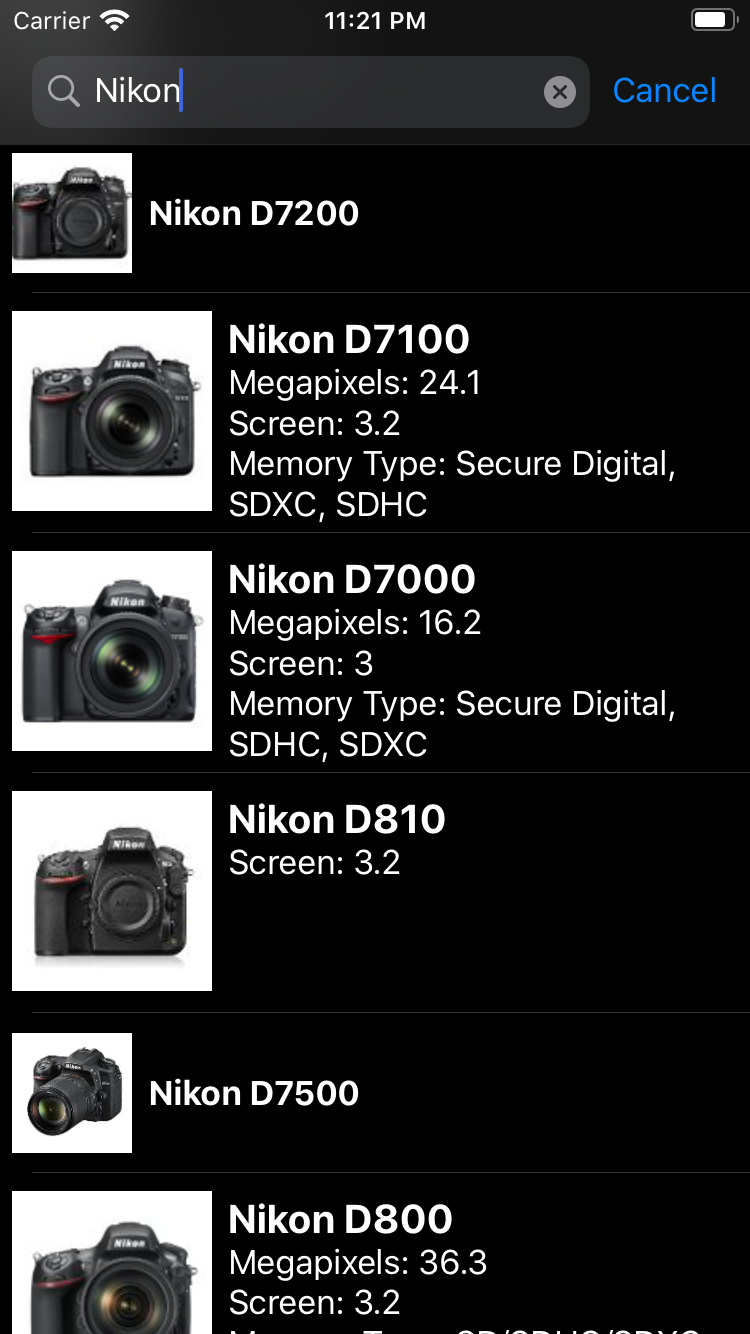 Carrier 11:21 PM
Nikon Cancel
Nikon D7200
Nikon D7100
Megapixels: 24.1
Screen: 3.2
Memory Type: Secure Digital,
SDXC, SDHC
Nikon D7000
Megapixels: 16.2
Screen: 3
Memory Type: Secure Digital,
SDHC, SDXC
Nikon D810
Screen: 3.2
Nikon D7500
Nikon D800
Megapixels: 36.3
Screen: 3.2